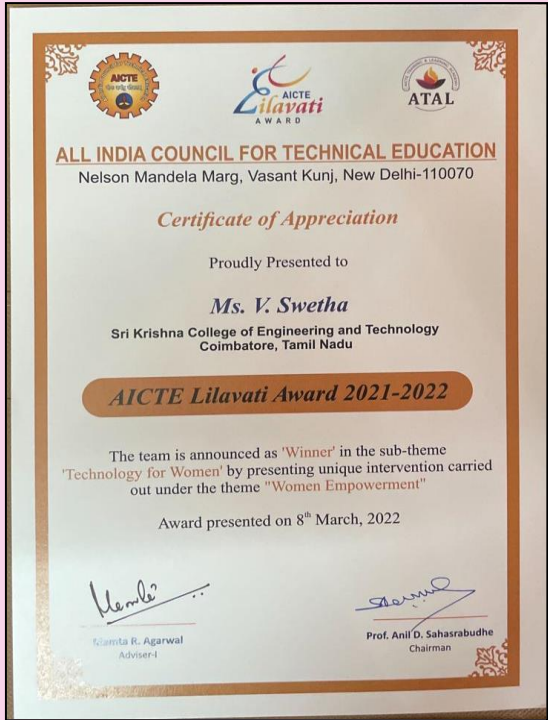 AICTE
AICTE
Lilavati
AWARD
ATAL
ALL INDIA COUNCIL FOR TECHNICAL EDUCATION
Nelson Mandela Marg, Vasant Kunj, New Delhi-110070
Certificate of Appreciation
Proudly Presented to
Ms. V. Swetha
Sri Krishna College of Engineering and Technology
Coimbatore, Tamil Nadu
AICTE Lilavati Award 2021-2022
The team is announced as 'Winner' in the sub-theme
'Technology for Women' by presenting unique intervention carried
out under the theme "Women Empowerment"
Award presented on 8th March, 2022
Mamta R. Agarwal
Adviser-I
Prof. Anil D. Sahasrabudhe
Chairman